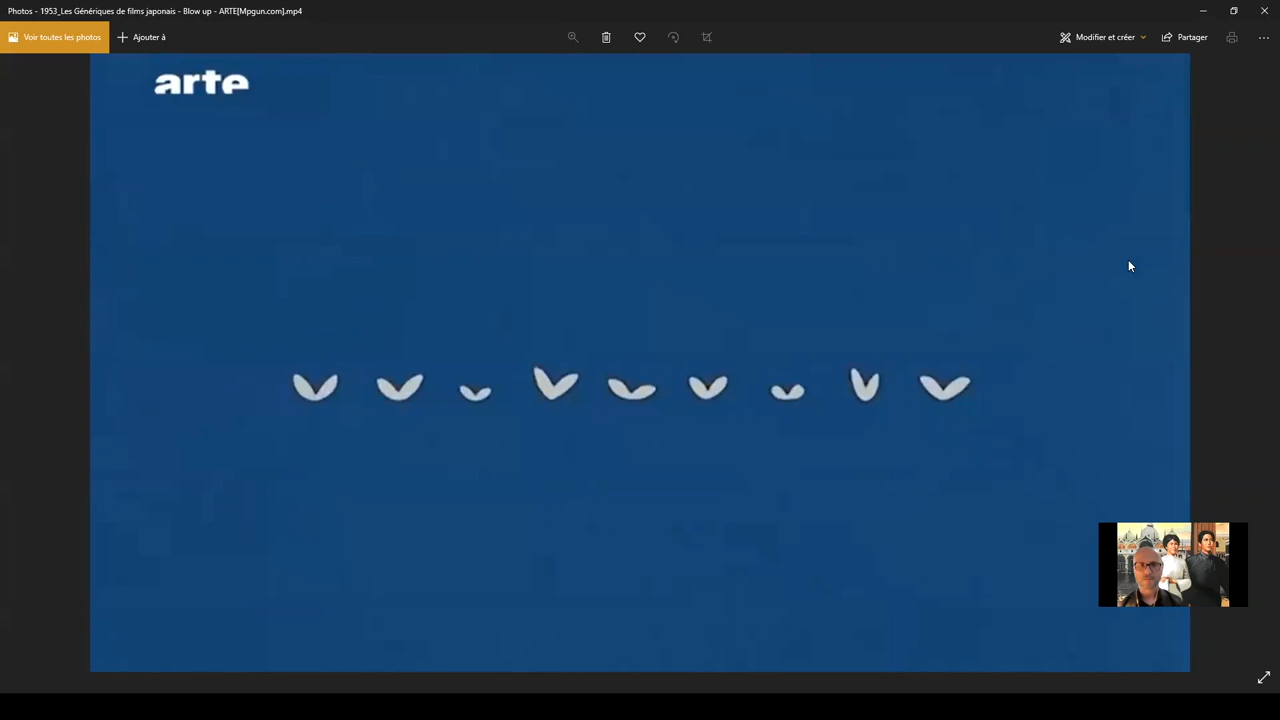 Photos - 1953_Les Génériques de films japonais - Blow up - ARTE[Mpgun.com].mp4
Voir toutes les photos
Ajouter à
Modifier et créer
Partager
arte